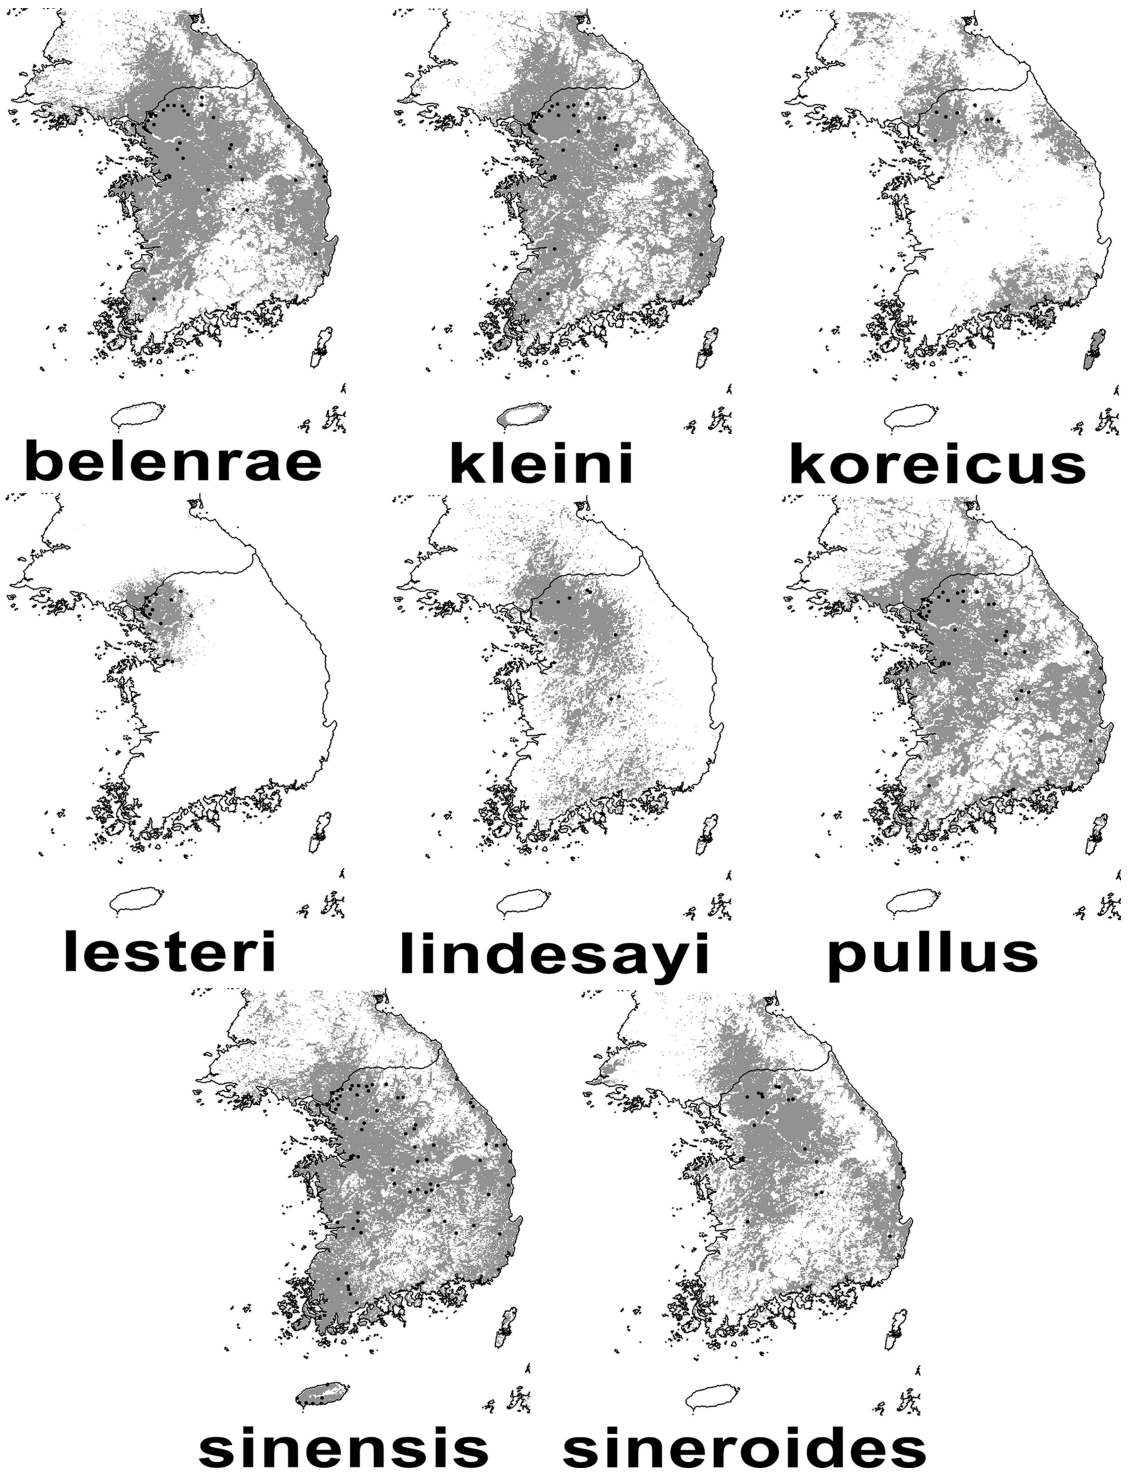 belenrae kleini koreicus
lesteri lindesayi pullus
sinensis sineroides